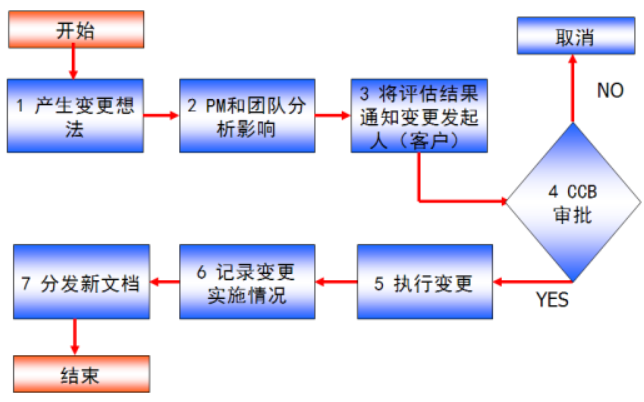 开始
取消
1 产生变更想
法
2 PM和团队分
析影响
3 将评估结果
通知变更发起
人（客户）
NO
4 CCB
审批
7 分发新文档
6 记录变更
实施情况
5 执行变更
YES
结束